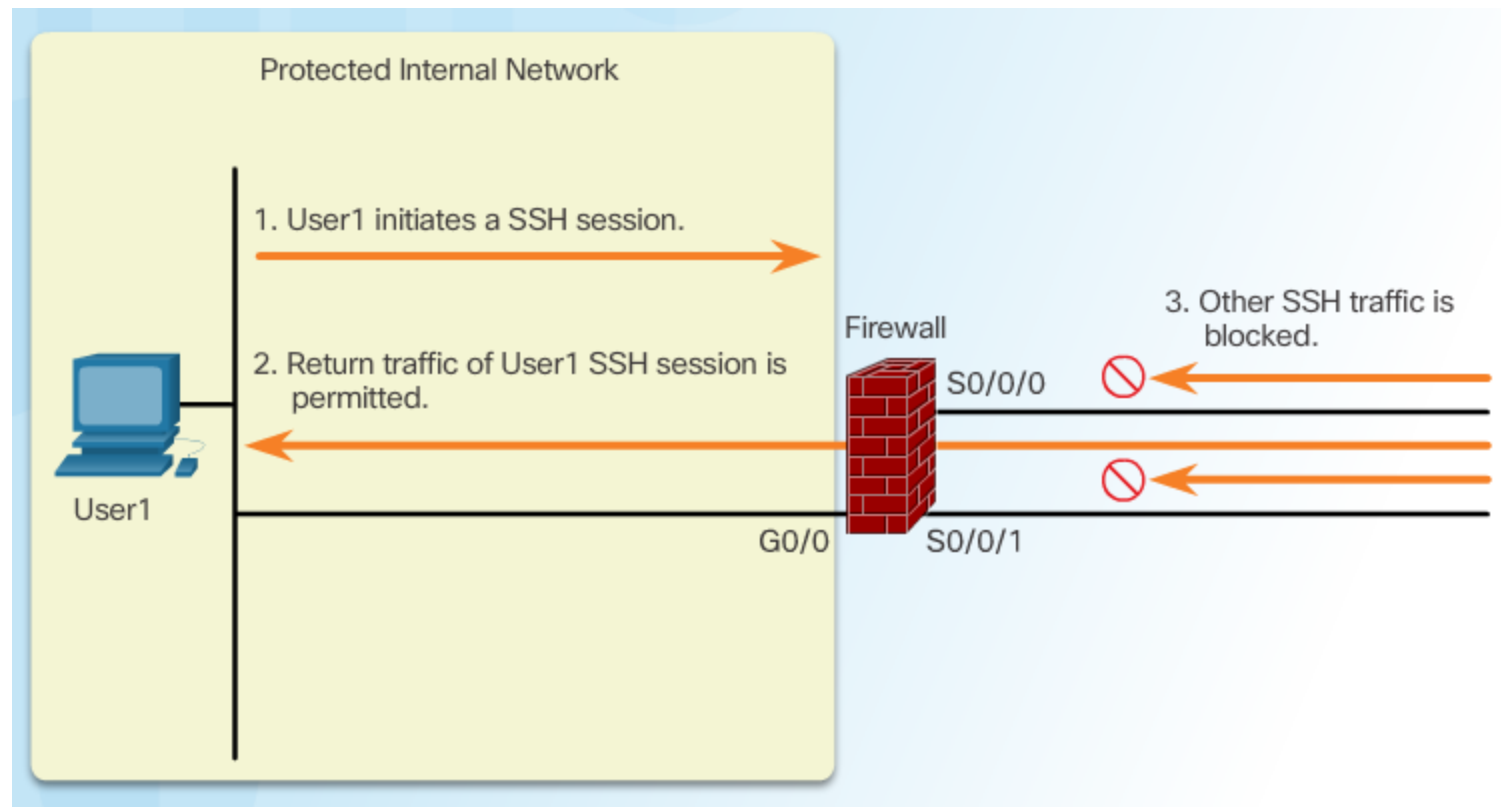 Protected Internal Network
1. User1 initiates a SSH session.
2. Return traffic of User1 SSH session is
permitted.
User1
G0/0
Firewall
S0/0/0
S0/0/1
3. Other SSH traffic is
blocked.